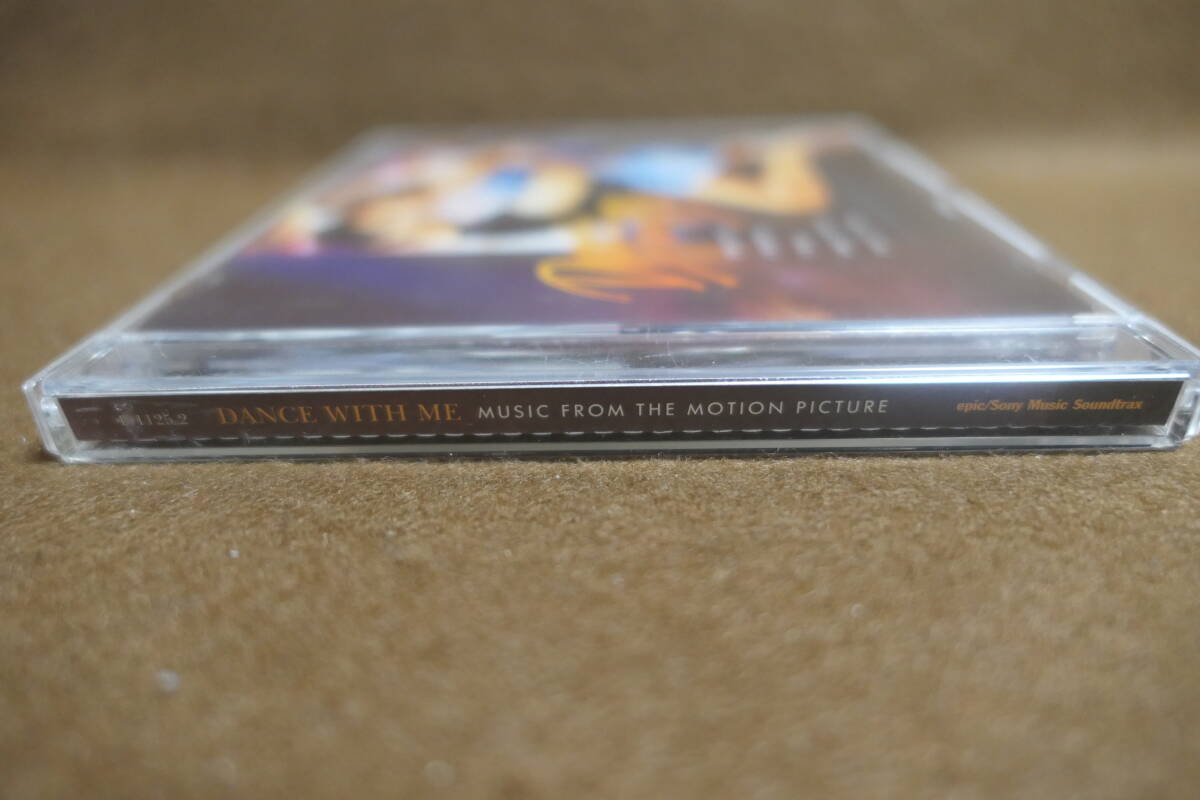 DANCE WITH ME MUSIC FROM THE MOTION PICTURE epic/Sony Music Soundtrax